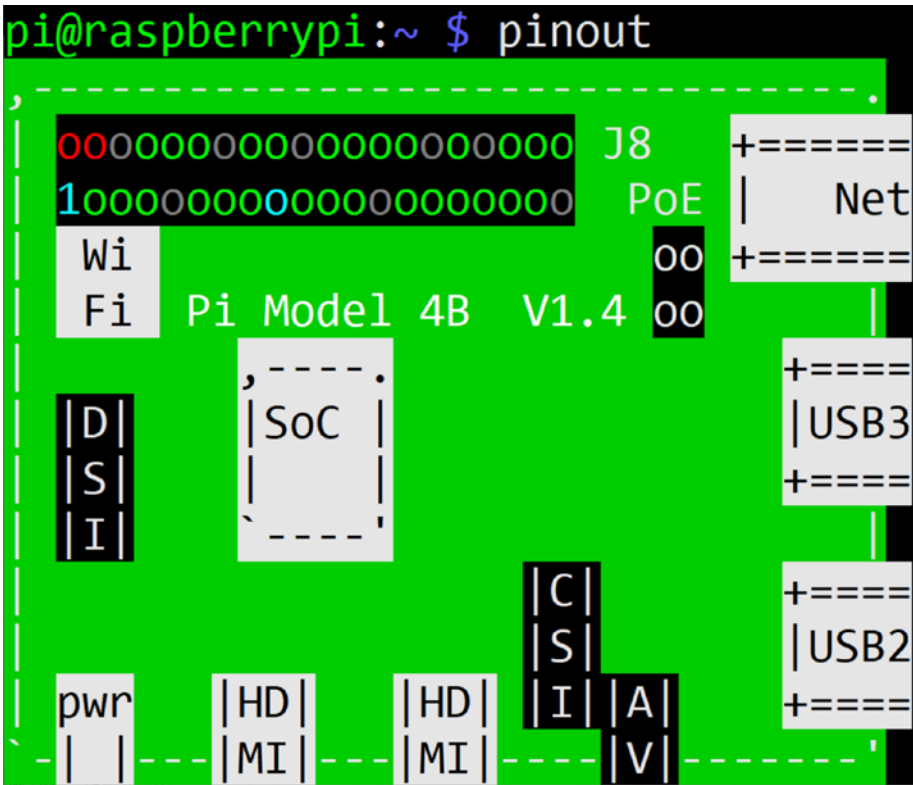 pi@raspberrypi:~ $ pinout
,--------------------------------.
| oooooooooooooooooooo J8   +======
| 1ooooooooooooooooooo  PoE |   Net
|  Wi                    oo +======
|  Fi  Pi Model 4B  V1.4 oo      |
|        ,----.               +====
| |D|    |SoC |               |USB3
| |S|    |    |               +====
| |I|    `----'                  |
|                   |C|       +====
|                   |S|       |USB2
| pwr   |HD|   |HD| |I||A|    +====
`-| |---|MI|---|MI|----|V|-------'